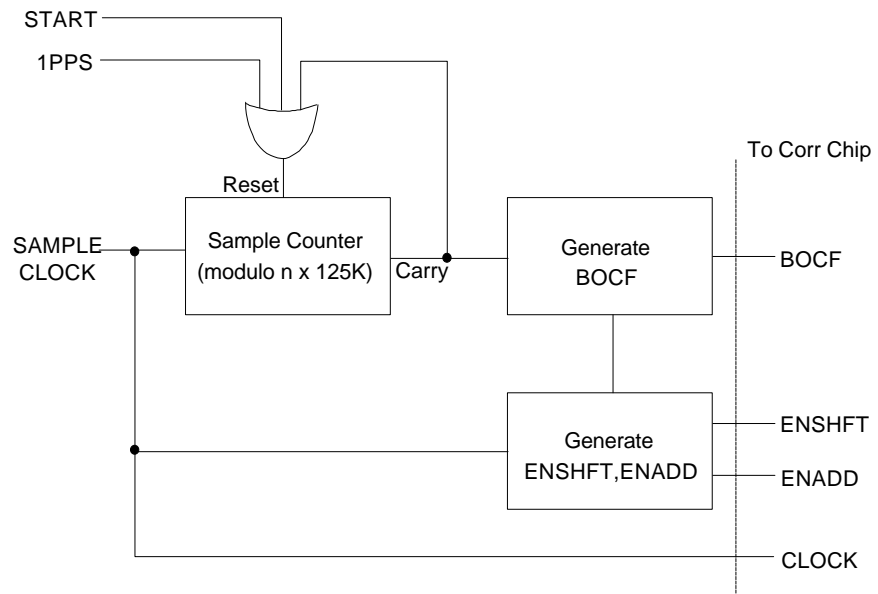 START
1PPS
To Corr Chip
Reset
SAMPLE
CLOCK
Sample Counter
(modulo n x 125K)
Carry
Generate
BOCF
BOCF
Generate
ENSHFT,ENADD
ENSHFT
ENADD
CLOCK